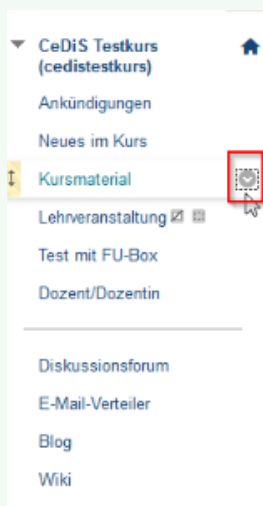 CeDiS Testkurs
(cedistestkurs)
Ankündigungen
Neues im Kurs
Kursmaterial
Lehrveranstaltung
Test mit FU-Box
Dozent/Dozentin
Diskussionsforum
E-Mail-Verteiler
Blog
Wiki